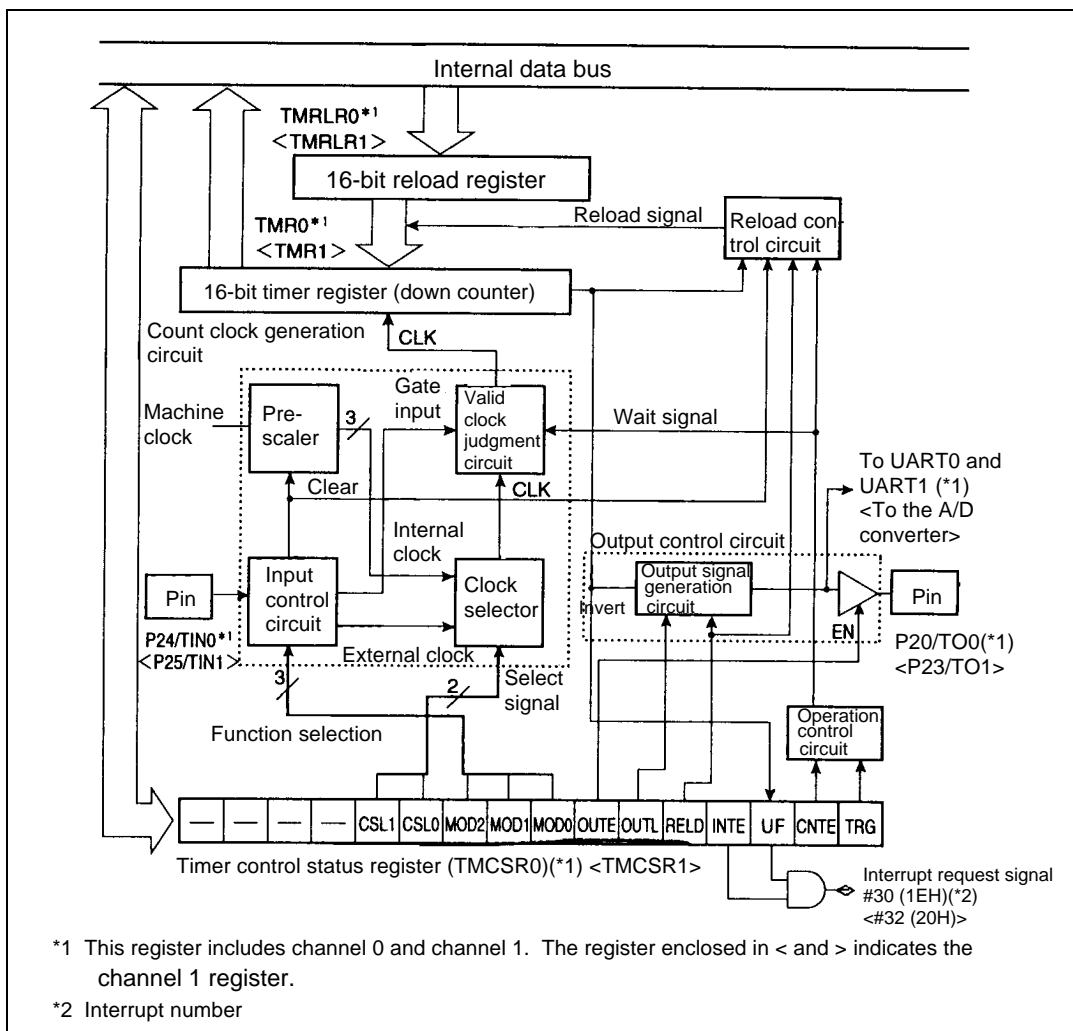 Internal data bus
TMRLR0*1
<TMRLR1>
16-bit reload register
Reload signal
Reload con-
trol circuit
TMR0*1
<TMR1>
16-bit timer register (down counter)
Count clock generation
circuit
CLK
Machine
clock
Pre-
scaler
3
Gate
input
Valid
clock
judgment
circuit
Wait signal
Clear
CLK
To UART0 and
UART1 (*1)
<To the A/D
converter>
Internal
clock
Output control circuit
Pin
Input
control
circuit
Clock
selector
Output signal
generation
circuit
Invert
EN
Pin
P24/TIN0*1
<P25/TIN1>
External clock
P20/TO0(*1)
<P23/TO1>
3
2
Select
signal
Function selection
Operation
control
circuit
— — — — CSL1 CSL0 MOD2 MOD1 MOD0 OUTE OUTL RELD INTE UF CNTE TRG
Timer control status register (TMCSR0)(*1) <TMCSR1>
Interrupt request signal
#30 (1EH)(*2)
<#32 (20H)>
*1 This register includes channel 0 and channel 1. The register enclosed in < and > indicates the
channel 1 register.
*2 Interrupt number